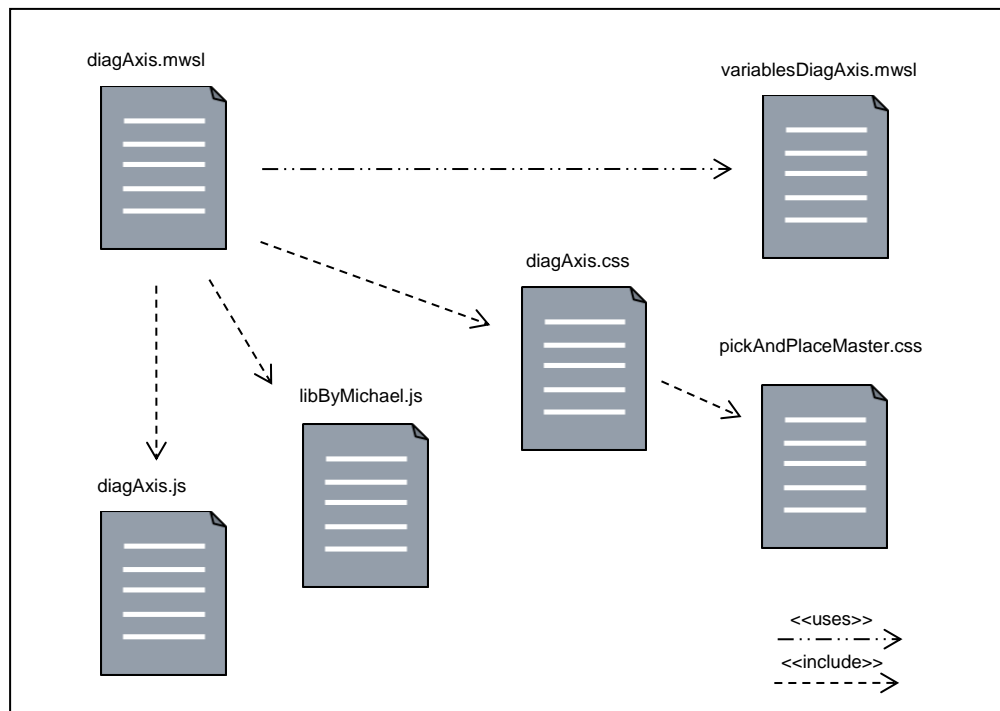 diagAxis.mwsl
variablesDiagAxis.mwsl
diagAxis.css
pickAndPlaceMaster.css
libByMichael.js
diagAxis.js
<<uses>>
<<include>>